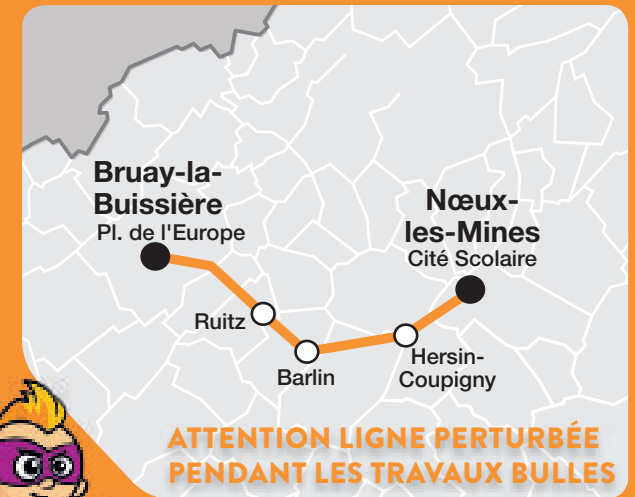 Bruay-la-
Buissière
Pl. de l'Europe
Nœux-
les-Mines
Cité Scolaire
Ruitz
Barlin
Hersin-
Coupigny
ATTENTION LIGNE PERTURBÉE
PENDANT LES TRAVAUX BULLES